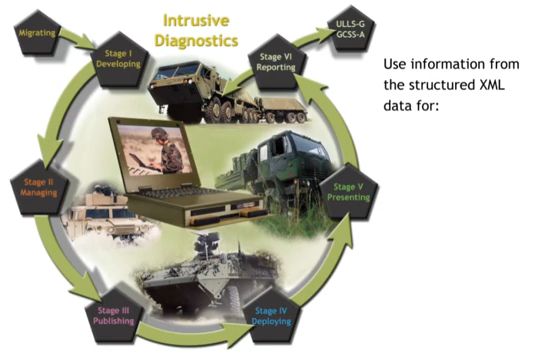 Intrusive
Diagnostics
Migrating
Stage I
Developing
Stage VI
Reporting
ULLS-G
GCSS-A
Use information from
the structured XML
data for:
Stage II
Managing
Stage V
Presenting
Stage III
Publishing
Stage IV
Deploying